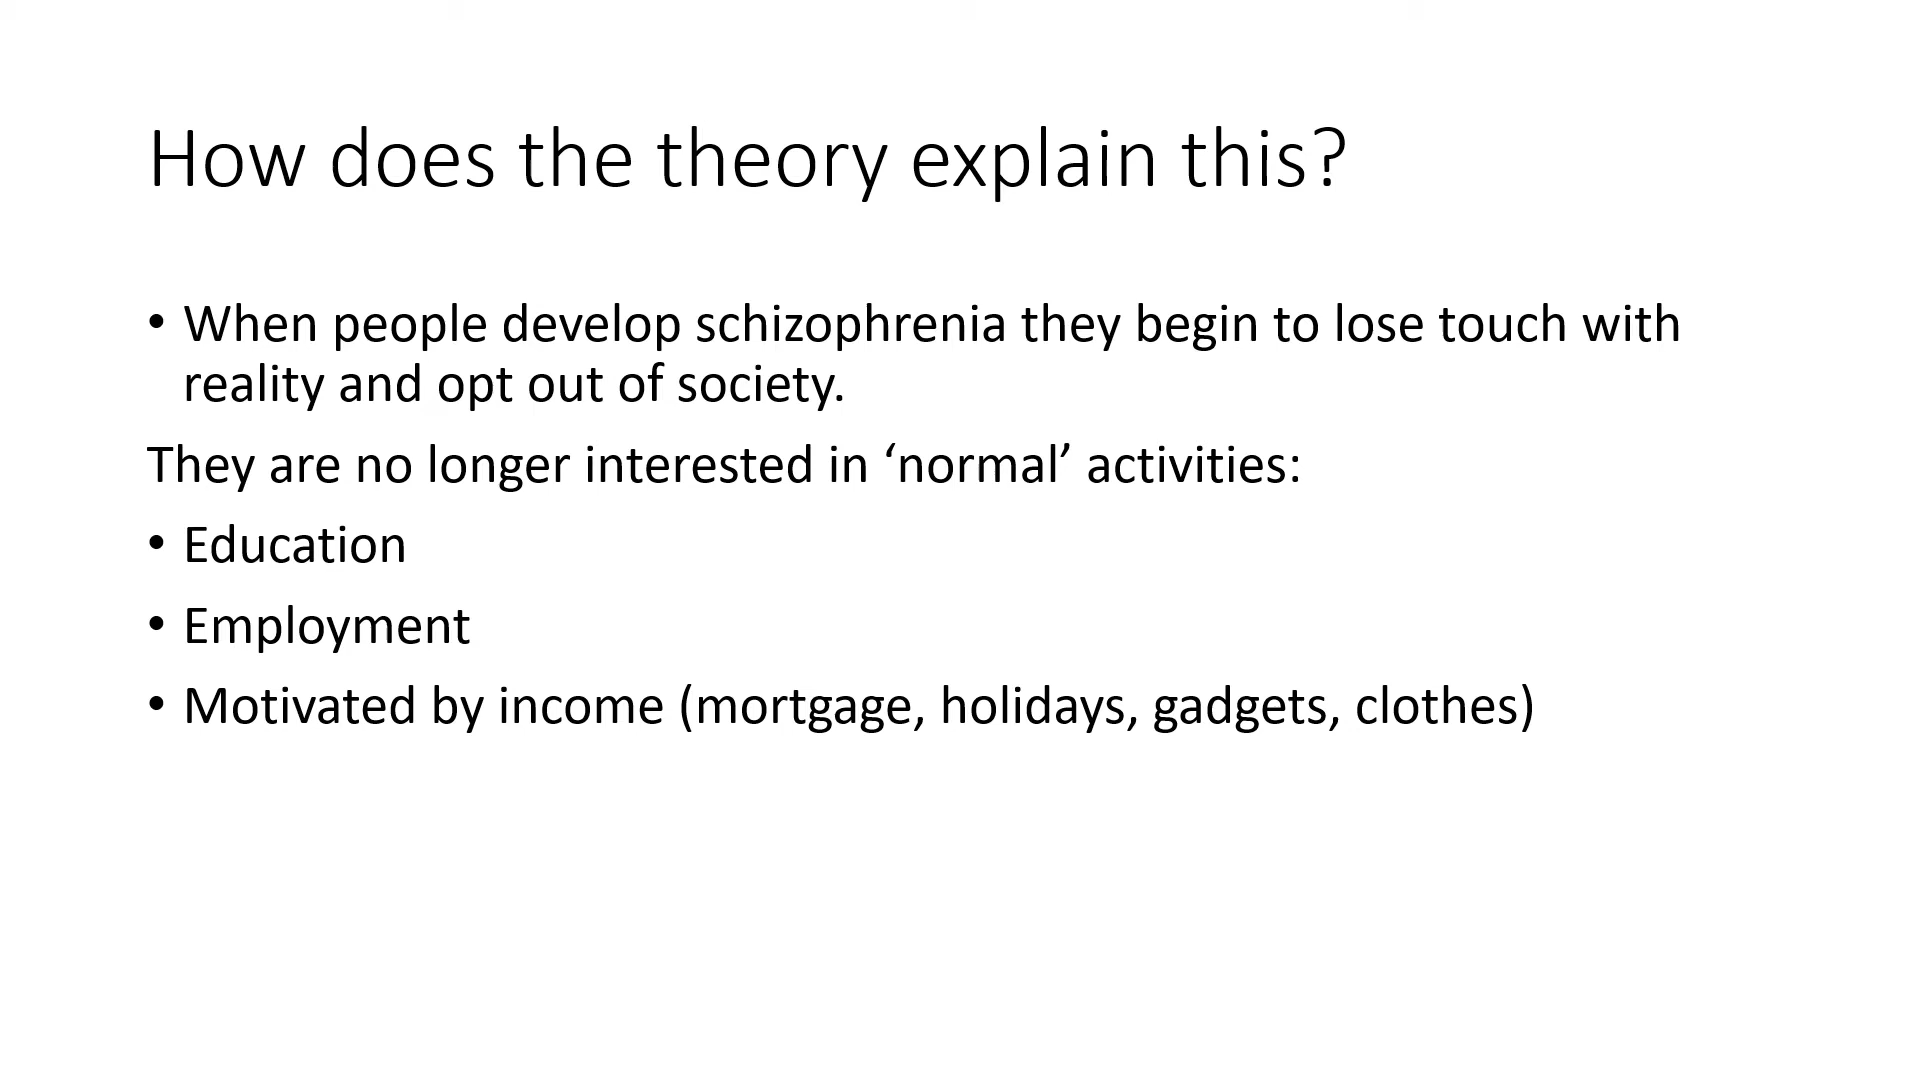 How does the theory explain this?
• When people develop schizophrenia they begin to lose touch with
reality and opt out of society.
They are no longer interested in ‘normal’ activities:
• Education
• Employment
• Motivated by income (mortgage, holidays, gadgets, clothes)